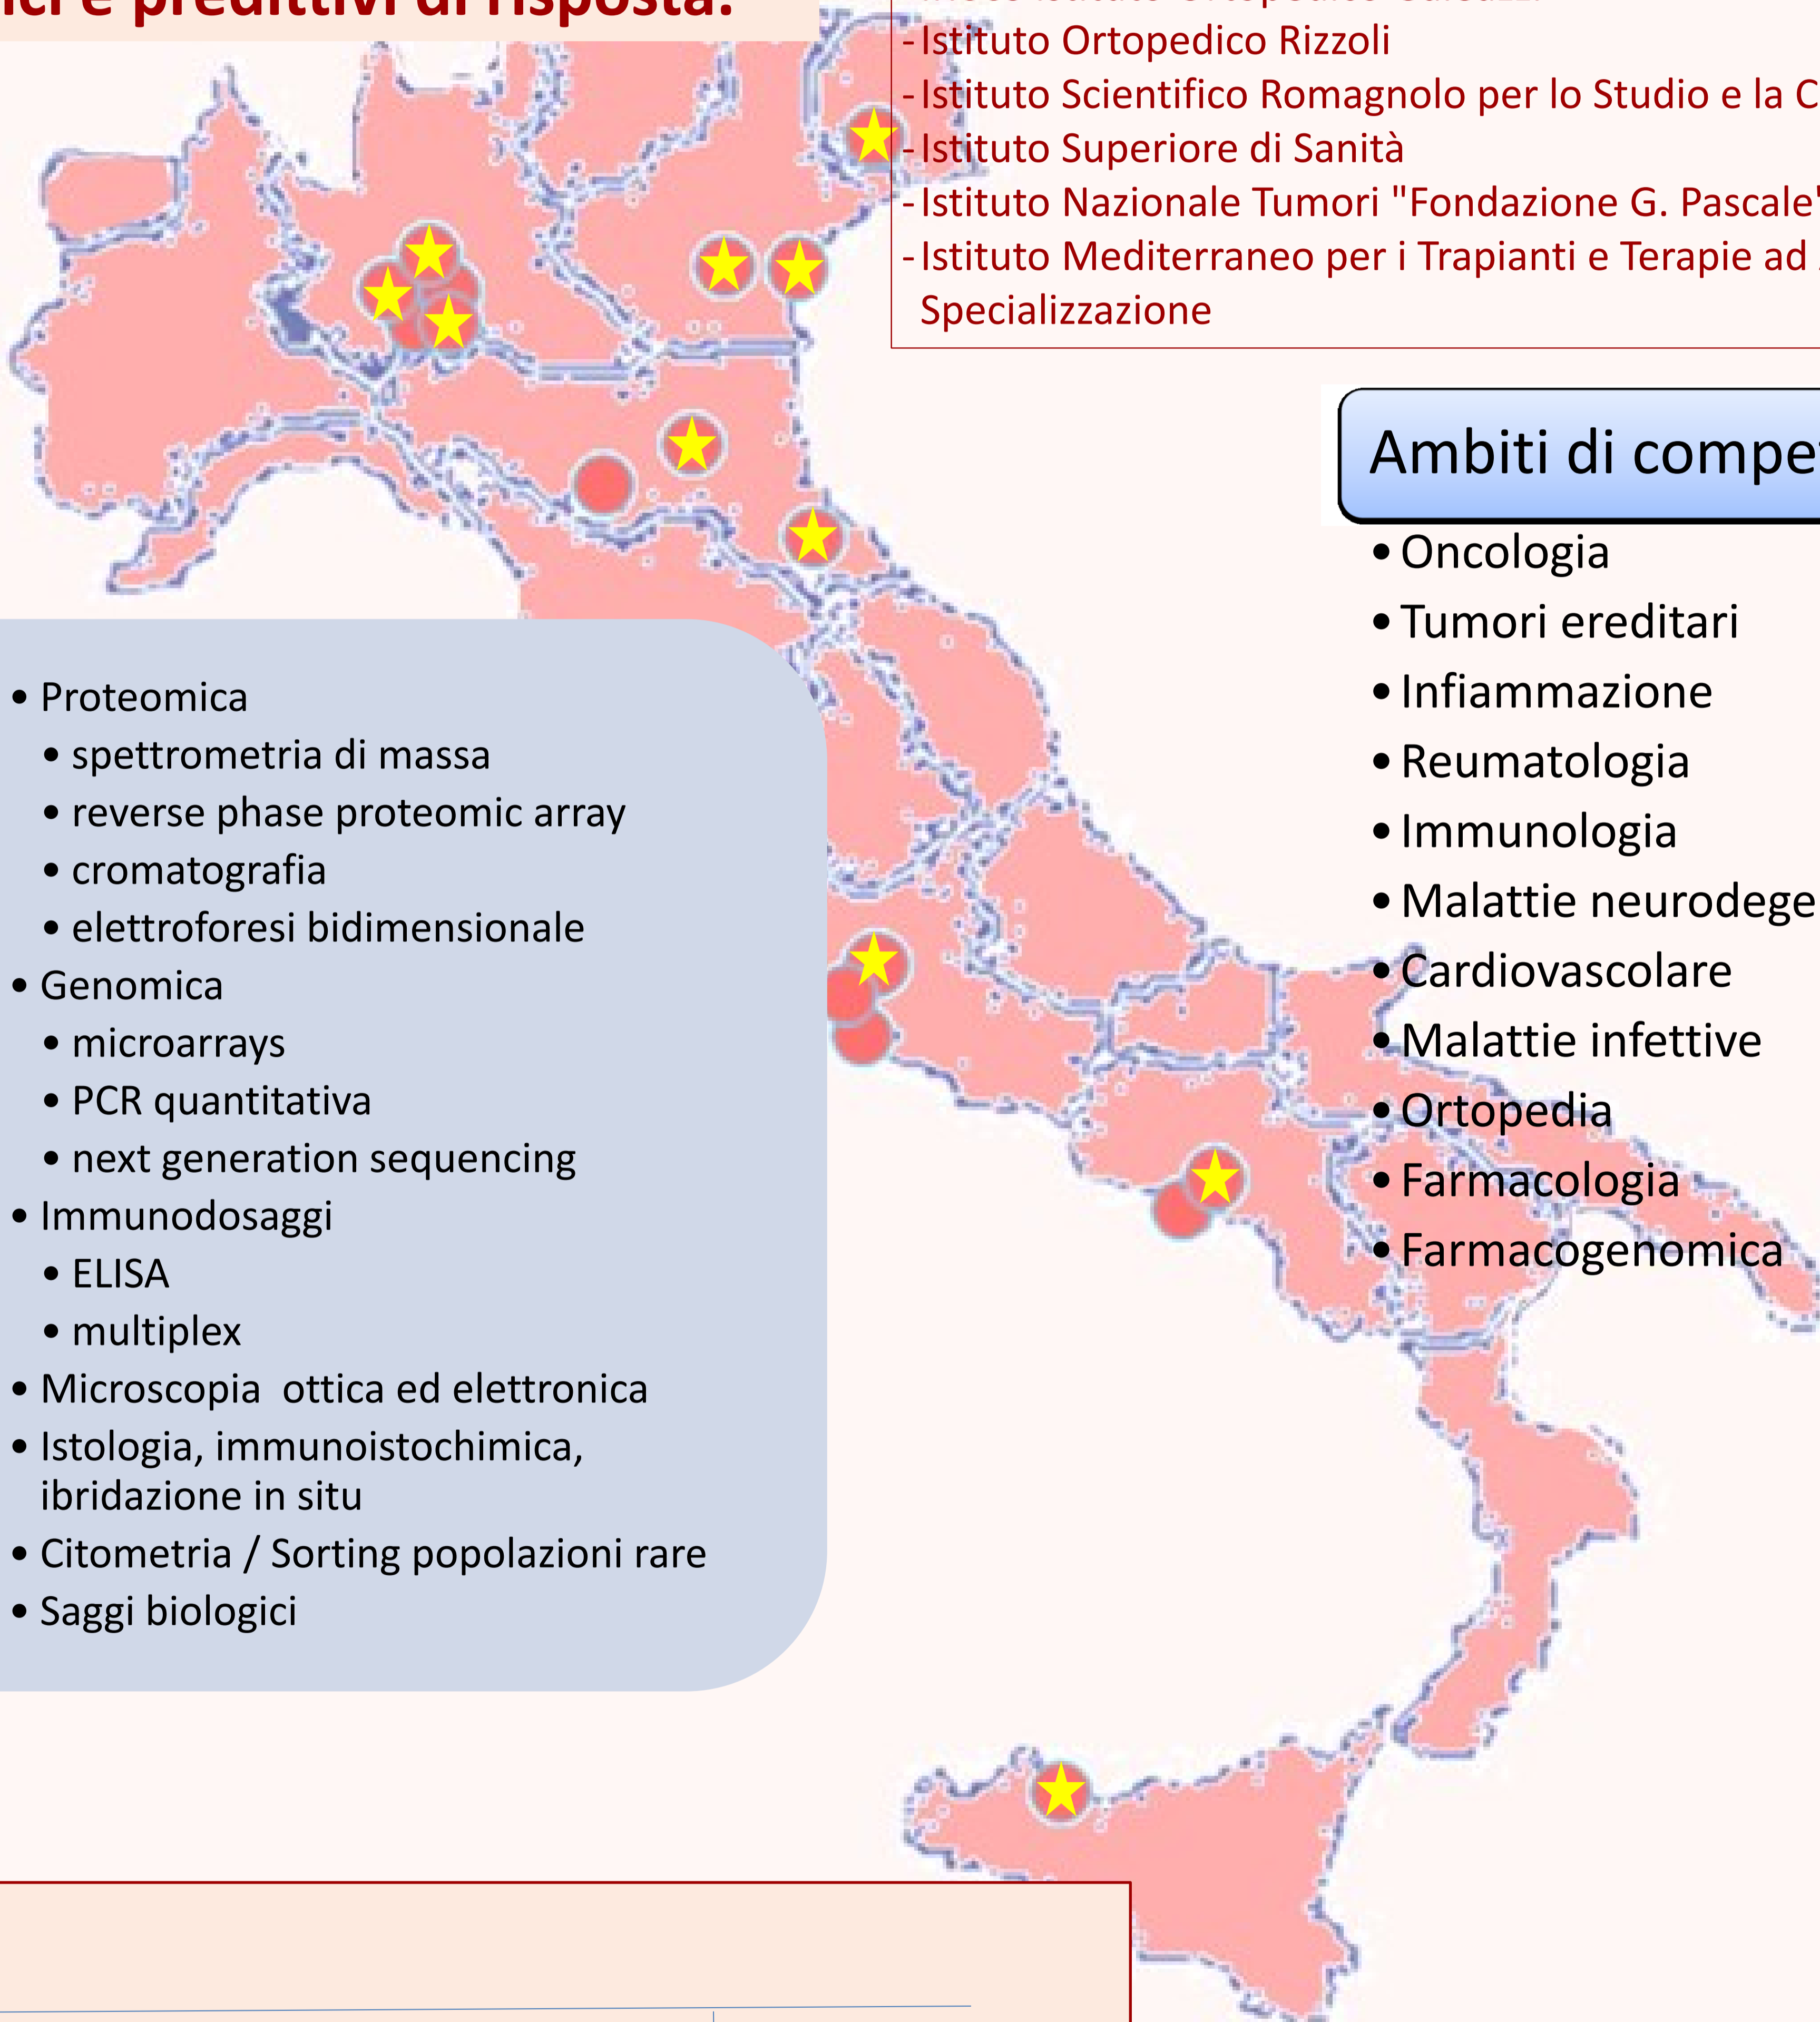 ici e predittivi di risposta.
- Istituto Ortopedico Rizzoli
- Istituto Scientifico Romagnolo per lo Studio e la C
- Istituto Superiore di Sanità
- Istituto Nazionale Tumori "Fondazione G. Pascale"
- Istituto Mediterraneo per i Trapianti e Terapie ad
Specializzazione
Ambiti di compe
• Oncologia
• Tumori ereditari
• Infiammazione
• Reumatologia
• Immunologia
• Malattie neurodege
• Cardiovascolare
• Malattie infettive
• Ortopedia
• Farmacologia
• Farmacogenomica
• Proteomica
• spettrometria di massa
• reverse phase proteomic array
• cromatografia
• elettroforesi bidimensionale
• Genomica
• microarrays
• PCR quantitativa
• next generation sequencing
• Immunodosaggi
• ELISA
• multiplex
• Microscopia  ottica ed elettronica
• Istologia, immunoistochimica,
ibridazione in situ
• Citometria / Sorting popolazioni rare
• Saggi biologici